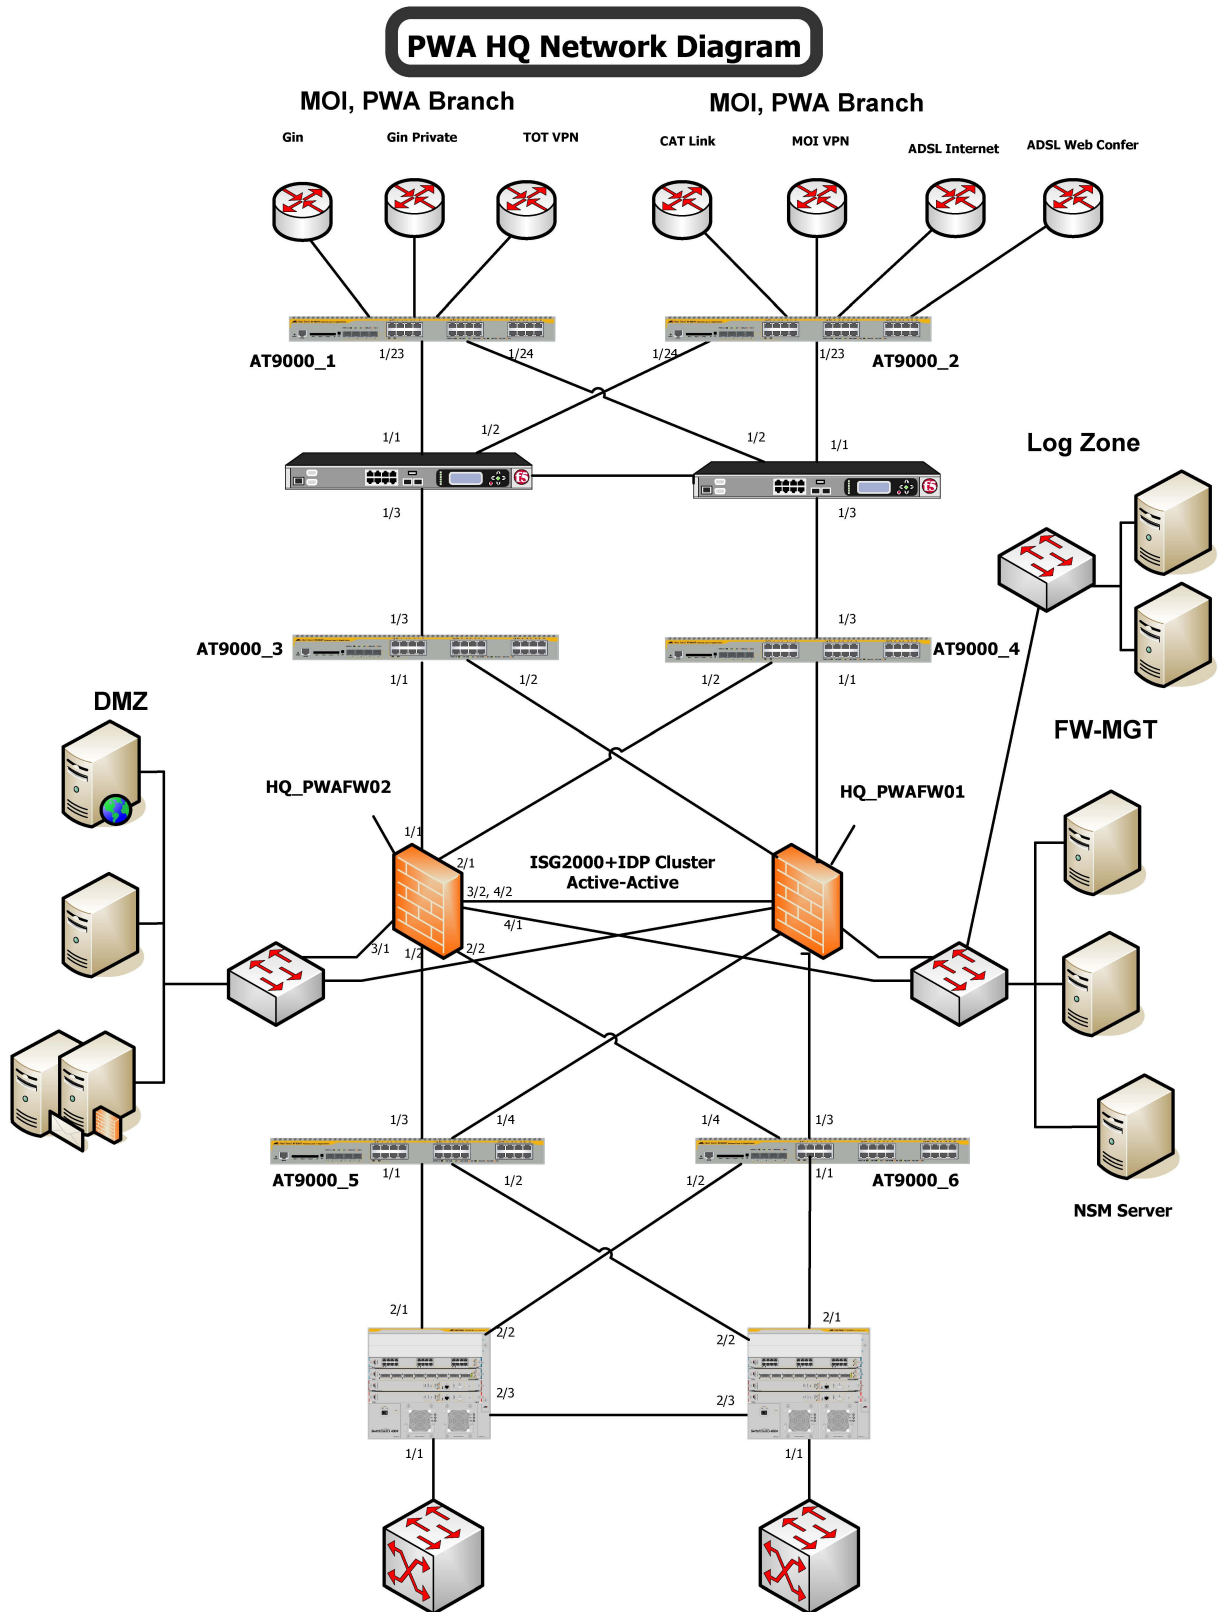 PWA HQ Network Diagram
MOI, PWA Branch
MOI, PWA Branch
Gin
Gin Private
TOT VPN
CAT Link
MOI VPN
ADSL Internet
ADSL Web Confer
1/23
1/24
1/24
1/23
AT9000_1
AT9000_2
1/1
1/2
1/2
1/1
Log Zone
f5
f5
1/3
1/3
1/3
1/3
AT9000_3
AT9000_4
1/1
1/2
1/2
1/1
DMZ
FW-MGT
HQ_PWAFW02
HQ_PWAFW01
1/1
2/1
ISG2000+IDP Cluster
Active-Active
3/2, 4/2
4/1
3/1
1/2
2/2
1/3
1/4
1/4
1/3
AT9000_5
1/1
1/2
1/2
1/1
AT9000_6
NSM Server
2/1
2/1
2/2
2/2
2/3
2/3
1/1
1/1